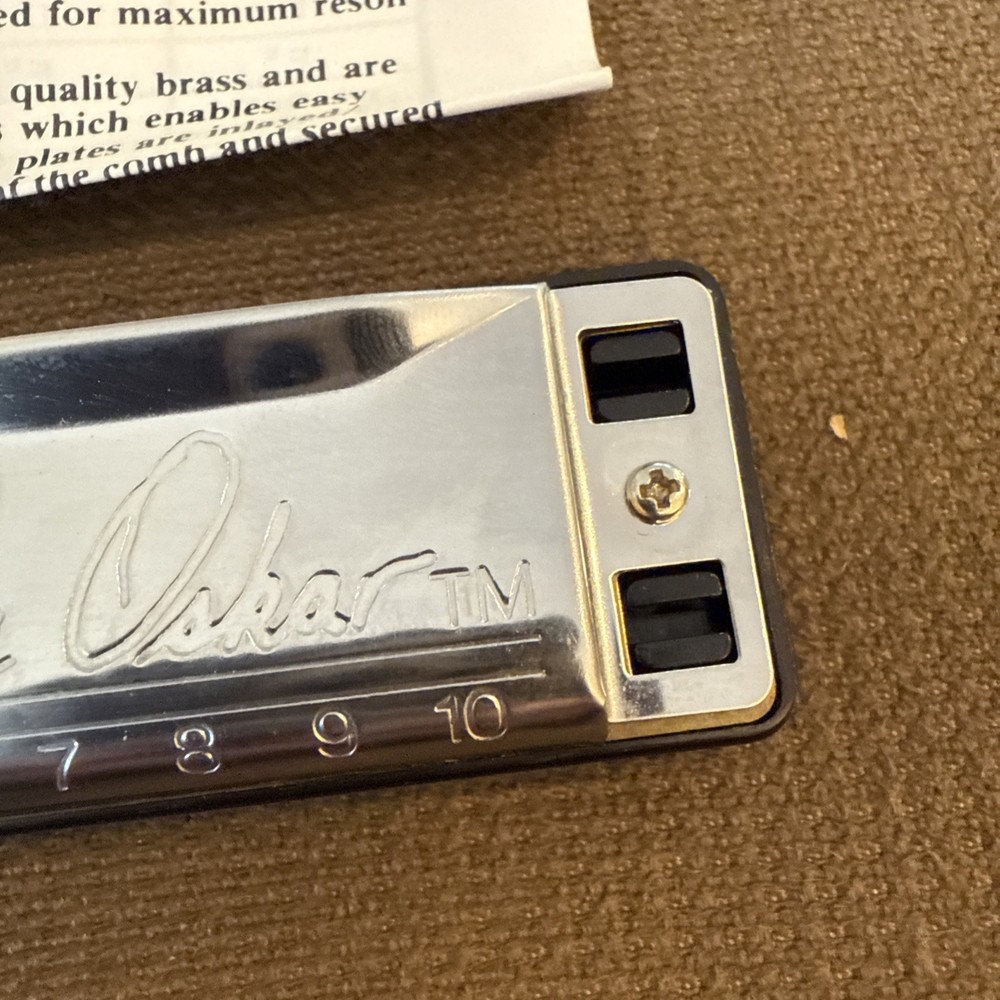 ed for maximum reson
quality brass and are
s which enables easy
plates are inlayed/
of the comb and secured
Oskar TM
7 8 9 10